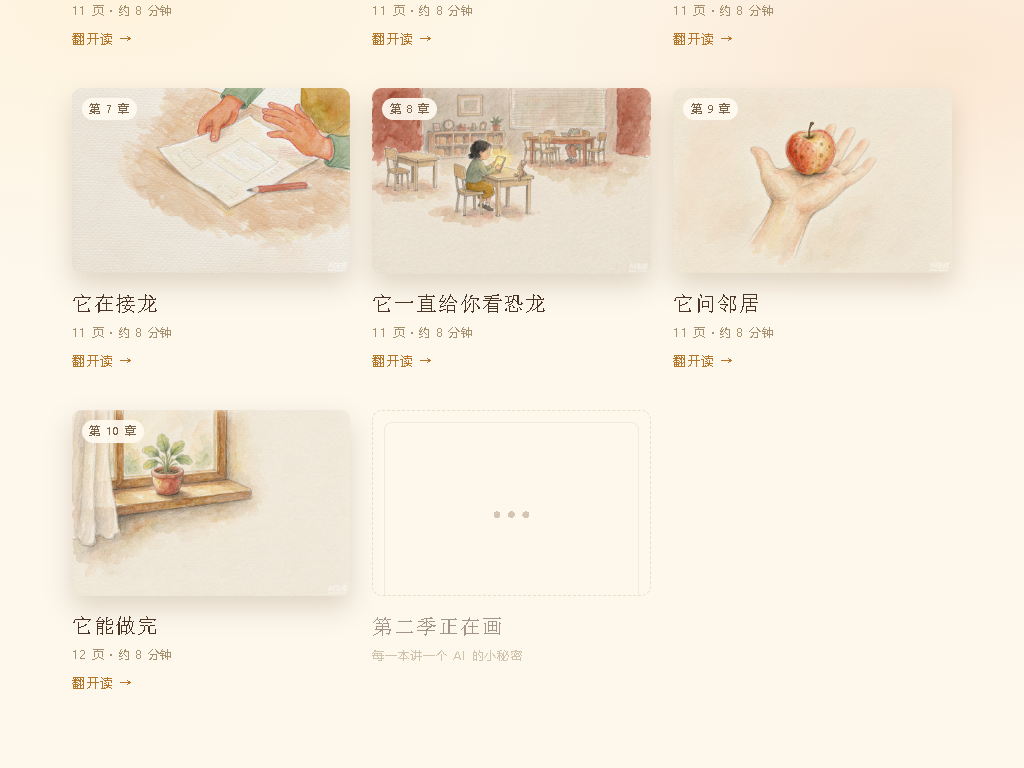 11 页 · 约 8 分钟
11 页 · 约 8 分钟
11 页 · 约 8 分钟
翻开读 →
翻开读 →
翻开读 →
第 7 章
第 8 章
第 9 章
它在接龙
它一直给你看恐龙
它问邻居
11 页 · 约 8 分钟
11 页 · 约 8 分钟
11 页 · 约 8 分钟
翻开读 →
翻开读 →
翻开读 →
第 10 章
它能做完
第二季正在画
12 页 · 约 8 分钟
每一本讲一个 AI 的小秘密
翻开读 →